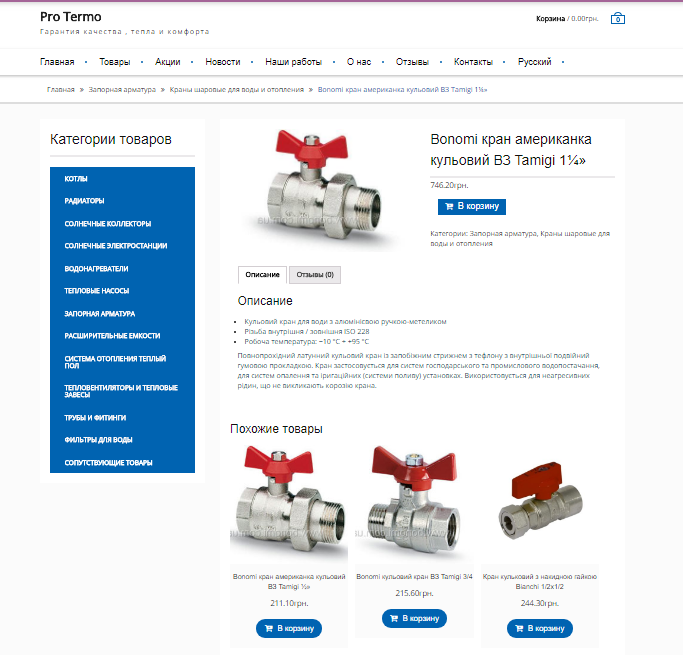 Pro Termo
Гарантия качества , тепла и комфорта
Корзина / 0.00грн.
0
Главная • Товары • Акции • Новости • Наши работы • О нас • Отзывы • Контакты • Русский •
Главная » Запорная арматура » Краны шаровые для воды и отопления » Bonomi кран американка кульовий ВЗ Tamigi 1¼»
Категории товаров
КОТЛЫ
РАДИАТОРЫ
СОЛНЕЧНЫЕ КОЛЛЕКТОРЫ
СОЛНЕЧНЫЕ ЭЛЕКТРОСТАНЦИИ
ВОДОНАГРЕВАТЕЛИ
ТЕПЛОВЫЕ НАСОСЫ
ЗАПОРНАЯ АРМАТУРА
РАСШИРИТЕЛЬНЫЕ ЕМКОСТИ
СИСТЕМА ОТОПЛЕНИЯ ТЕПЛЫЙ
ПОЛ
ТЕПЛОВЕНТИЛЯТОРЫ И ТЕПЛОВЫЕ
ЗАВЕСЫ
ТРУБЫ И ФИТИНГИ
ФИЛЬТРЫ ДЛЯ ВОДЫ
СОПУТСТВУЮЩИЕ ТОВАРЫ
Bonomi кран американка
кульовий ВЗ Tamigi 1¼»
746.20грн.
В корзину
Категории: Запорная арматура, Краны шаровые для
воды и отопления
Описание
Отзывы (0)
Описание
• Кульовий кран для води з алюмінієвою ручкою-метеликом
• Різьба внутрішня / зовнішня ISO 228
• Робоча температура: −10 °C + +95 °C
Повнопрохідний латунний кульовий кран із запобіжним стрижнем з тефлону з внутрішньої подвійний
гумовою прокладкою. Кран застосовується для систем господарського та промислового водопостачання,
для систем опалення та іригаційних (системи поливу) установках. Використовується для неагресивних
рідин, що не викликають корозію крана.
Похожие товары
Bonomi кран американка кульовий
ВЗ Tamigi ½»
211.10грн.
В корзину
Bonomi кульовий кран ВЗ Tamigi 3/4
215.60грн.
В корзину
Кран кульковий з накидною гайкою
Bianchi 1/2х1/2
244.30грн.
В корзину